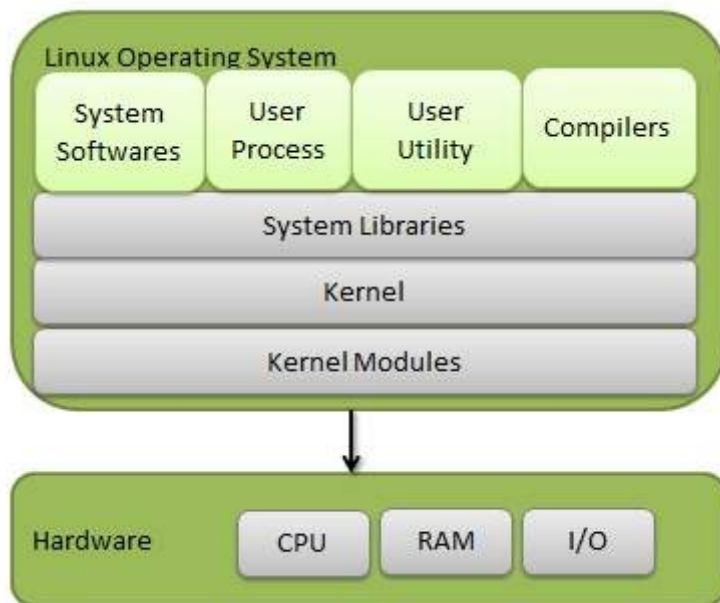 Linux Operating System
System
Softwares
User
Process
User
Utility
Compilers
System Libraries
Kernel
Kernel Modules
Hardware
CPU
RAM
I/O